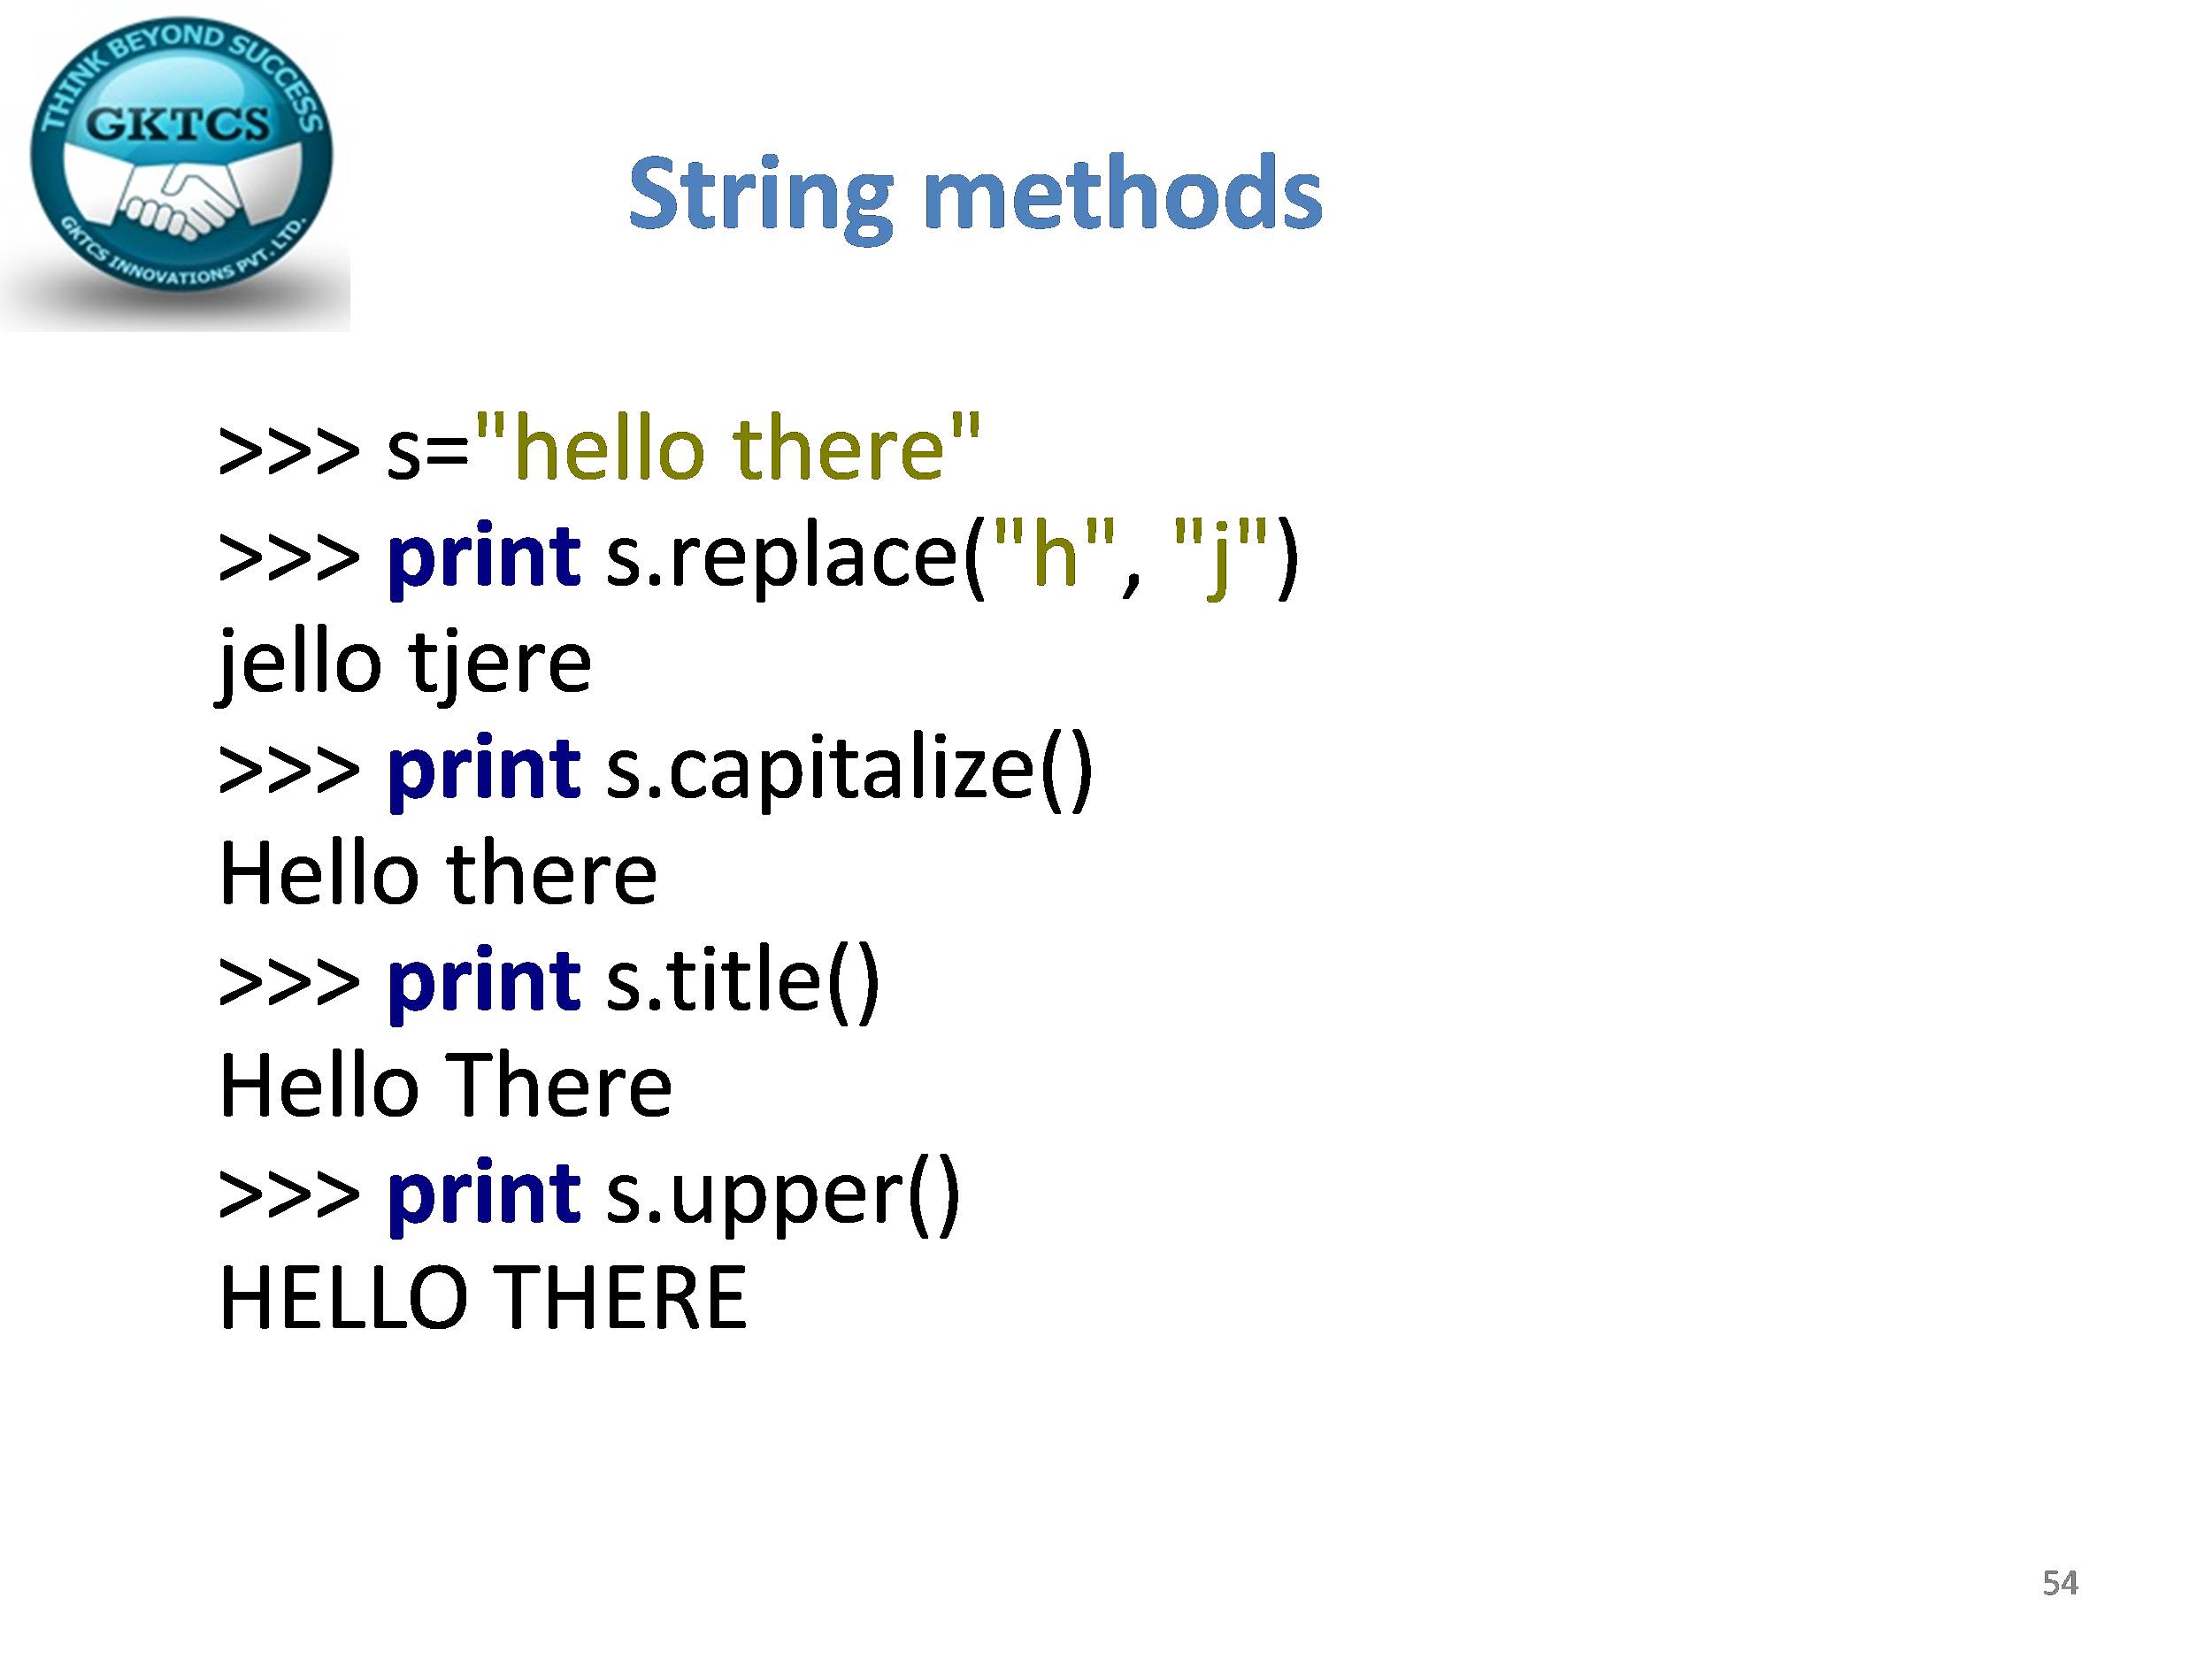 THINK BEYOND SUCCESS
GKTCS
GKTCS INNOVATIONS PVT. LTD.
String methods
>>> s="hello there"
>>> print s.replace("h", "j")
jello tjere
>>> print s.capitalize()
Hello there
>>> print s.title()
Hello There
>>> print s.upper()
HELLO THERE
54